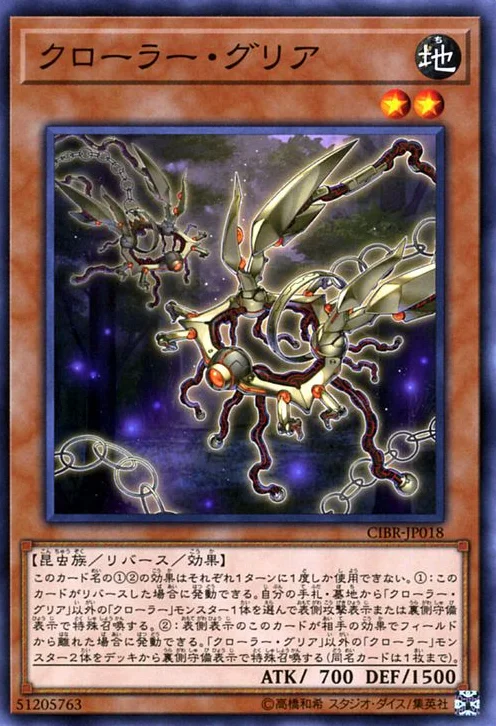 クローラー・グリア
地
CIBR-JP018
【昆虫族／リバース／効果】
このカード名の①②の効果はそれぞれ1ターンに1度しか使用できない。①：この
カードがリバースした場合に発動できる。自分の手札・墓地から「クローラー・
グリア」以外の「クローラー」モンスター1体を選んで表側攻撃表示または裏側守備
表示で特殊召喚する。②：表側表示のこのカードが相手の効果でフィールド
から離れた場合に発動できる。「クローラー・グリア」以外の「クローラー」モン
スター2体をデッキから裏側守備表示で特殊召喚する（同名カードは1枚まで）。
ATK/ 700 DEF/1500
51205763
©高橋和希 スタジオ・ダイス/集英社